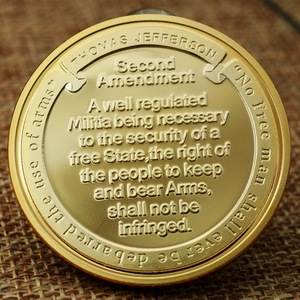 THOMAS JEFFERSON
"No free man shall ever be debarred the use of arms"
Second
Amendment
A well regulated
Militia being necessary
to the security of a
free State, the right of
the people to keep
and bear Arms,
shall not be
infringed.